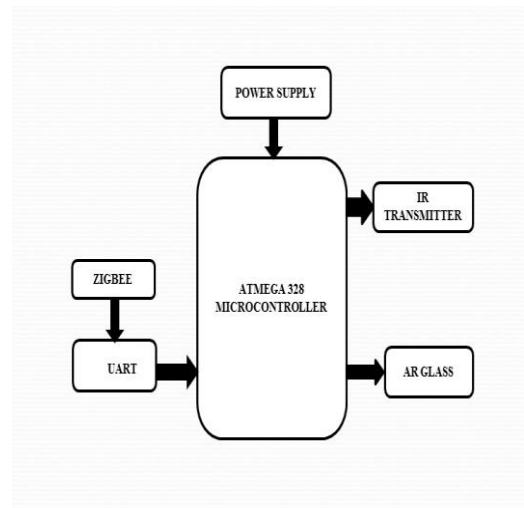 POWER SUPPLY
IR
TRANSMITTER
ZIGBEE
ATMEGA 328
MICROCONTROLLER
UART
AR GLASS